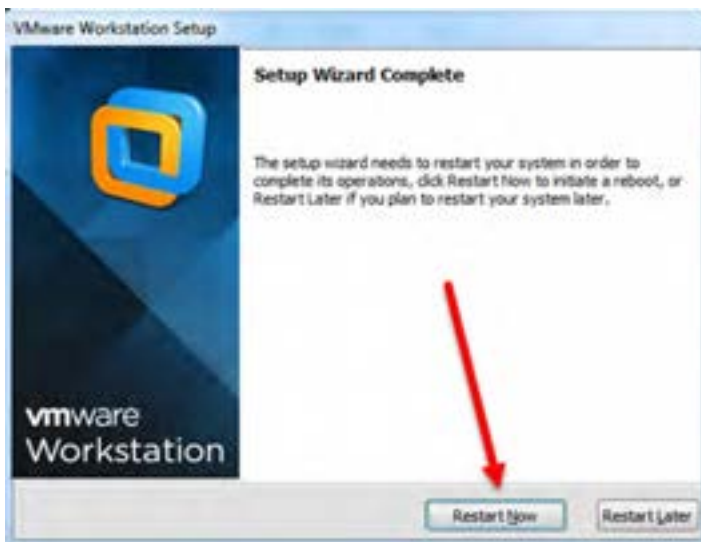 VMware Workstation Setup
Setup Wizard Complete
The setup wizard needs to restart your system in order to
complete its operations, click Restart Now to initiate a reboot, or
Restart Later if you plan to restart your system later.
vmware
Workstation
Restart Now
Restart Later